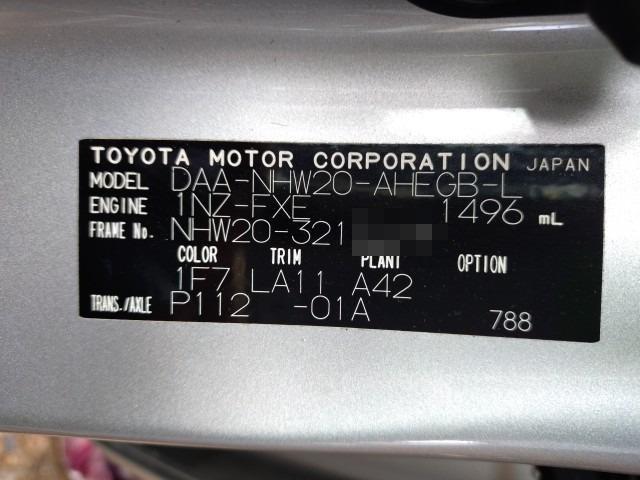 TOYOTA MOTOR CORPORATION JAPAN
MODEL DAA-NHW20-AHEGB-L
ENGINE 1NZ-FXE 1496 mL
FRAME No. NHW20-321
COLOR TRIM PLANT OPTION
1F7 LA11 A42
TRANS./AXLE P112 -01A 788